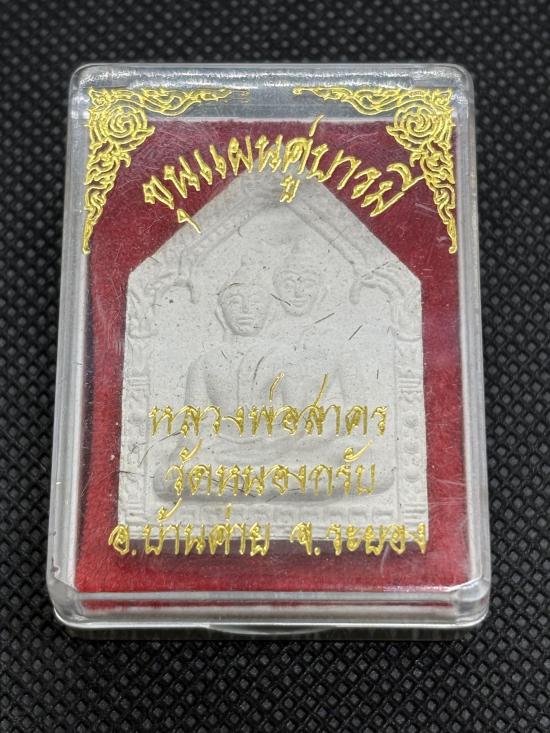 ขุนแผนคู่บารมี
หลวงพ่อสาคร
วัดหนองกรับ
อ.บ้านค่าย จ.ระยอง